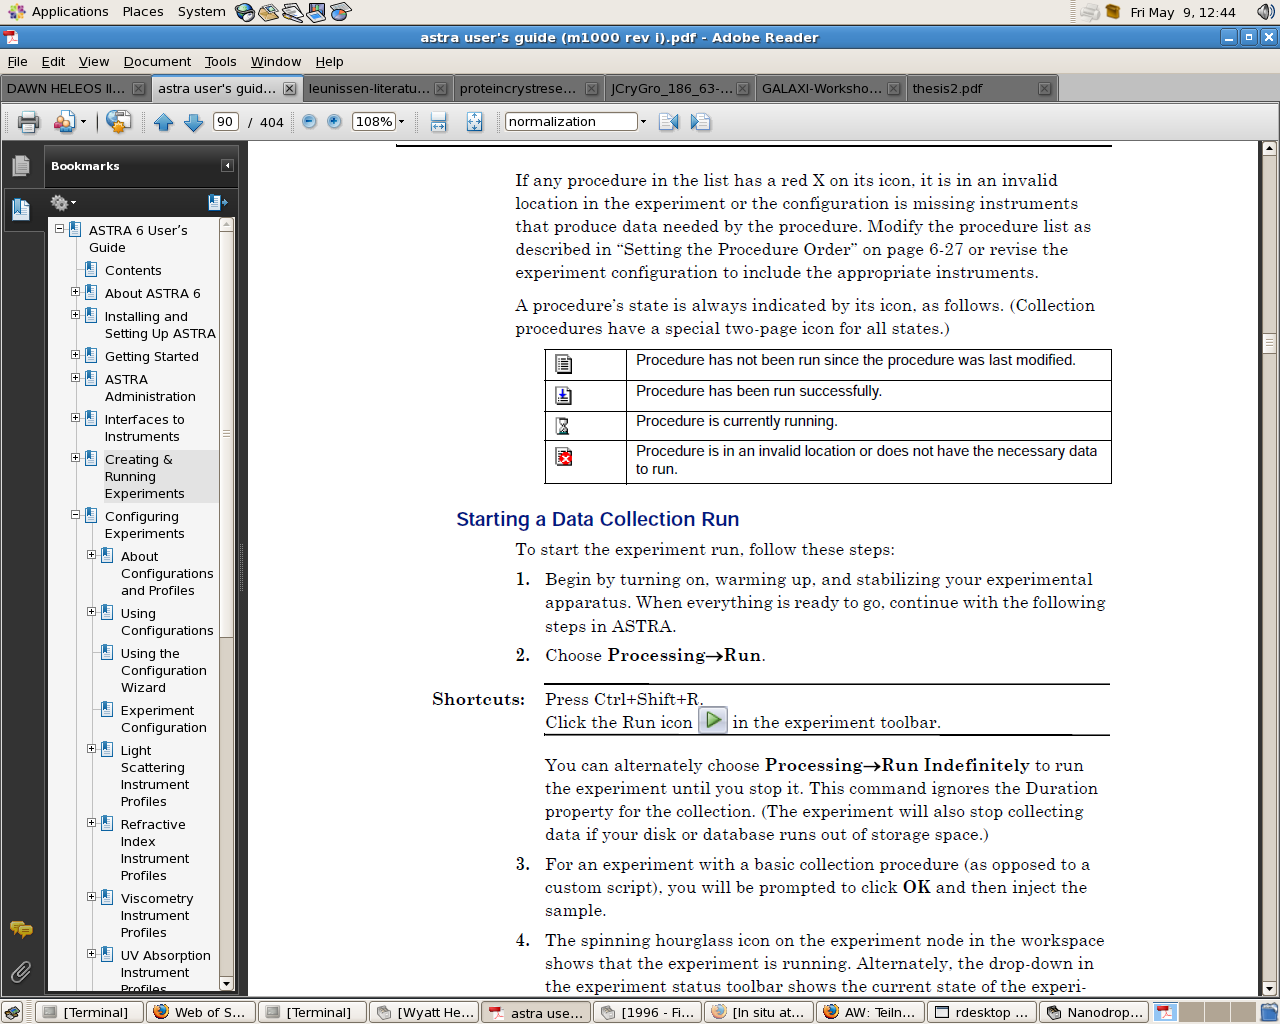 Applications Places System Fri May 9, 12:44
astra user's guide (m1000 rev i).pdf - Adobe Reader
File Edit View Document Tools Window Help
DAWN HELEOS II... astra user's guid... leunissen-literatu... proteincrystrese... JCryGro_186_63-... GALAXI-Worksho... thesis2.pdf
90 / 404 108% normalization
Bookmarks
ASTRA 6 User's
Guide
Contents
About ASTRA 6
Installing and
Setting Up ASTRA
Getting Started
ASTRA
Administration
Interfaces to
Instruments
Creating &
Running
Experiments
Configuring
Experiments
About
Configurations
and Profiles
Using
Configurations
Using the
Configuration
Wizard
Experiment
Configuration
Light
Scattering
Instrument
Profiles
Refractive
Index
Instrument
Profiles
Viscometry
Instrument
Profiles
UV Absorption
Instrument
Profiles
If any procedure in the list has a red X on its icon, it is in an invalid
location in the experiment or the configuration is missing instruments
that produce data needed by the procedure. Modify the procedure list as
described in “Setting the Procedure Order” on page 6-27 or revise the
experiment configuration to include the appropriate instruments.
A procedure’s state is always indicated by its icon, as follows. (Collection
procedures have a special two-page icon for all states.)
Procedure has not been run since the procedure was last modified.
Procedure has been run successfully.
Procedure is currently running.
Procedure is in an invalid location or does not have the necessary data
to run.
Starting a Data Collection Run
To start the experiment run, follow these steps:
1. Begin by turning on, warming up, and stabilizing your experimental
apparatus. When everything is ready to go, continue with the following
steps in ASTRA.
2. Choose Processing→Run.
Shortcuts: Press Ctrl+Shift+R.
Click the Run icon in the experiment toolbar.
You can alternately choose Processing→Run Indefinitely to run
the experiment until you stop it. This command ignores the Duration
property for the collection. (The experiment will also stop collecting
data if your disk or database runs out of storage space.)
3. For an experiment with a basic collection procedure (as opposed to a
custom script), you will be prompted to click OK and then inject the
sample.
4. The spinning hourglass icon on the experiment node in the workspace
shows that the experiment is running. Alternately, the drop-down in
the experiment status toolbar shows the current state of the experi-
[Terminal] Web of S... [Terminal] [Wyatt He... astra use... [1996 - Fi... [In situ at... AW: Teiln... rdesktop ... Nanodrop...